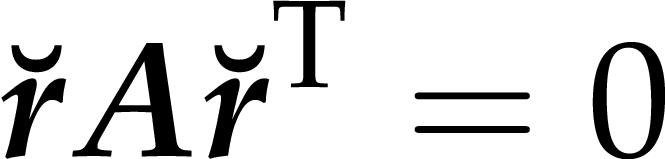 r̆Ar̆ᵀ = 0